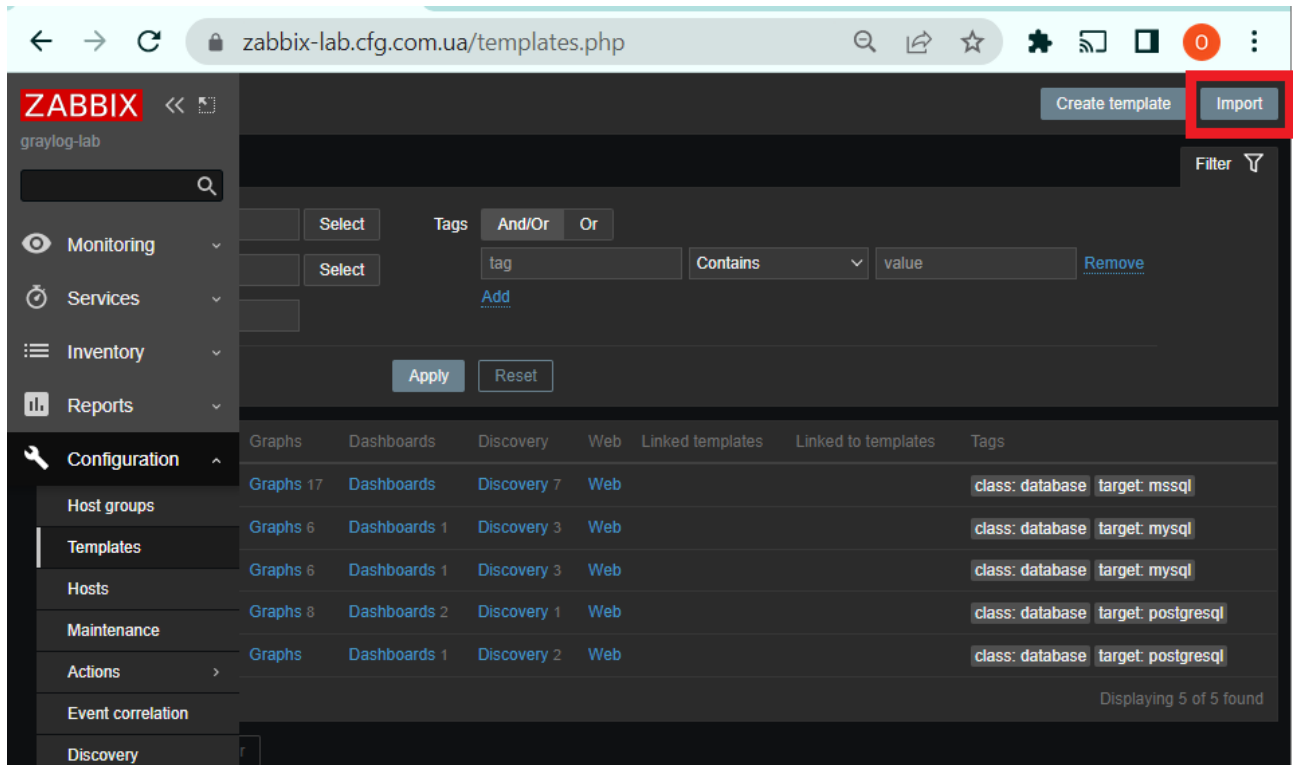 zabbix-lab.cfg.com.ua/templates.php
O
ZABBIX
graylog-lab
Create template Import
Filter
Select Tags And/Or Or
Select tag Contains value Remove
Add
Apply Reset
Monitoring
Services
Inventory
Reports
Configuration
Host groups
Templates
Hosts
Maintenance
Actions
Event correlation
Discovery
Graphs Dashboards Discovery Web Linked templates Linked to templates Tags
Graphs 17 Dashboards Discovery 7 Web class: database target: mssql
Graphs 6 Dashboards 1 Discovery 3 Web class: database target: mysql
Graphs 6 Dashboards 1 Discovery 3 Web class: database target: mysql
Graphs 8 Dashboards 2 Discovery 1 Web class: database target: postgresql
Graphs Dashboards 1 Discovery 2 Web class: database target: postgresql
Displaying 5 of 5 found